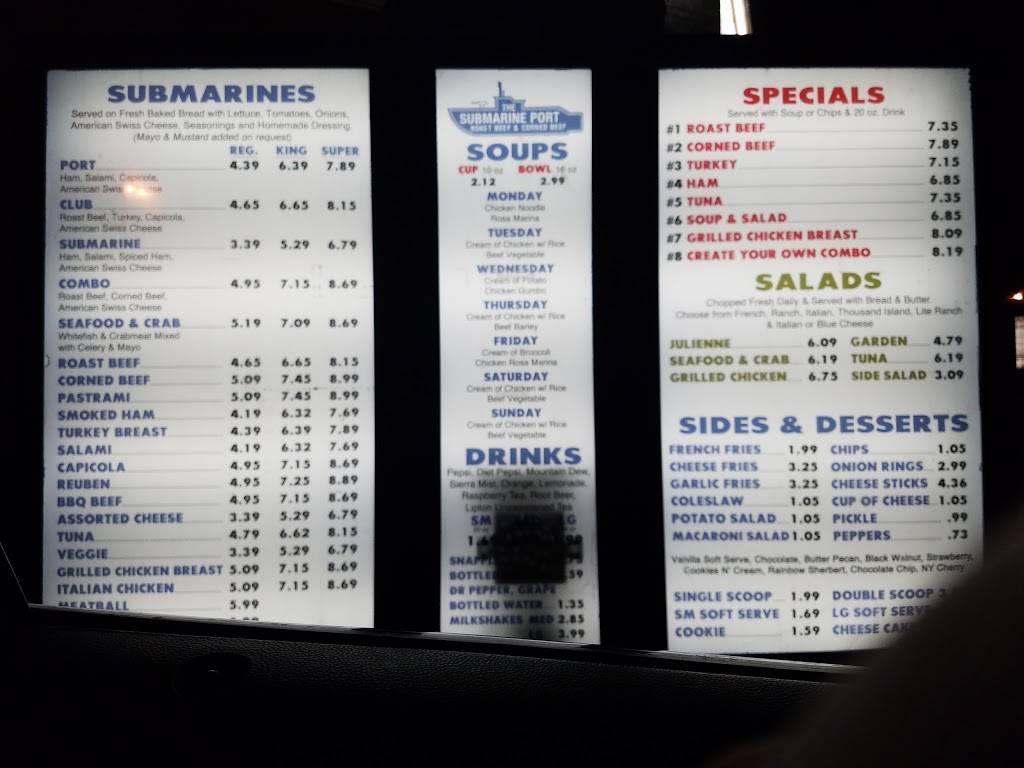 SUBMARINES
Served on Fresh Baked Bread with Lettuce, Tomatoes, Onions,
American Swiss Cheese, Seasonings and Homemade Dressing
(Mayo & Mustard added on request)
REG. KING SUPER
PORT 4.39 6.39 7.89
Ham, Salami, Capicola,
American Swiss Cheese
CLUB 4.65 6.65 8.15
Roast Beef, Turkey, Capicola,
American Swiss Cheese
SUBMARINE 3.39 5.29 6.79
Ham, Salami, Spiced Ham,
American Swiss Cheese
COMBO 4.95 7.15 8.69
Roast Beef, Corned Beef,
American Swiss Cheese
SEAFOOD & CRAB 5.19 7.09 8.69
Whitefish & Crabmeat Mixed
with Celery & Mayo
ROAST BEEF 4.65 6.65 8.15
CORNED BEEF 5.09 7.45 8.99
PASTRAMI 5.09 7.45 8.99
SMOKED HAM 4.19 6.32 7.69
TURKEY BREAST 4.39 6.39 7.89
SALAMI 4.19 6.32 7.69
CAPICOLA 4.95 7.15 8.69
REUBEN 4.95 7.25 8.89
BBQ BEEF 4.95 7.15 8.69
ASSORTED CHEESE 3.39 5.29 6.79
TUNA 4.79 6.62 8.15
VEGGIE 3.39 5.29 6.79
GRILLED CHICKEN BREAST 5.09 7.15 8.69
ITALIAN CHICKEN 5.09 7.15 8.69
MEATBALL 5.99
THE
SUBMARINE PORT
ROAST BEEF & CORNED BEEF
SOUPS
CUP 10 oz BOWL 16 oz
2.12 2.99
MONDAY
Chicken Noodle
Rosa Marina
TUESDAY
Cream of Chicken w/ Rice
Beef Vegetable
WEDNESDAY
Cream of Potato
Chicken Gumbo
THURSDAY
Cream of Chicken w/ Rice
Beef Barley
FRIDAY
Cream of Broccoli
Chicken Rosa Marina
SATURDAY
Cream of Chicken w/ Rice
Beef Vegetable
SUNDAY
Cream of Chicken w/ Rice
Beef Vegetable
DRINKS
Pepsi, Diet Pepsi, Mountain Dew,
Sierra Mist, Orange, Lemonade,
Raspberry Tea, Root Beer,
Lipton Unsweetened Tea
SM
DR PEPPER, GRAPE
BOTTLED WATER 1.35
MILKSHAKES MED 2.85
LG 3.99
SPECIALS
Served with Soup or Chips & 20 oz. Drink
#1 ROAST BEEF 7.35
#2 CORNED BEEF 7.89
#3 TURKEY 7.15
#4 HAM 6.85
#5 TUNA 7.35
#6 SOUP & SALAD 6.85
#7 GRILLED CHICKEN BREAST 8.09
#8 CREATE YOUR OWN COMBO 8.19
SALADS
Chopped Fresh Daily & Served with Bread & Butter
Choose from French, Ranch, Italian, Thousand Island, Lite Ranch
& Italian or Blue Cheese
JULIENNE 6.09 GARDEN 4.79
SEAFOOD & CRAB 6.19 TUNA 6.19
GRILLED CHICKEN 6.75 SIDE SALAD 3.09
SIDES & DESSERTS
FRENCH FRIES 1.99 CHIPS 1.05
CHEESE FRIES 3.25 ONION RINGS 2.99
GARLIC FRIES 3.25 CHEESE STICKS 4.36
COLESLAW 1.05 CUP OF CHEESE 1.05
POTATO SALAD 1.05 PICKLE .99
MACARONI SALAD 1.05 PEPPERS .73
Vanilla Soft Serve, Chocolate, Butter Pecan, Black Walnut, Strawberry,
Cookies N' Cream, Rainbow Sherbert, Chocolate Chip, NY Cherry
SINGLE SCOOP 1.99 DOUBLE SCOOP
SM SOFT SERVE 1.69 LG SOFT SERVE
COOKIE 1.59 CHEESE CAKE